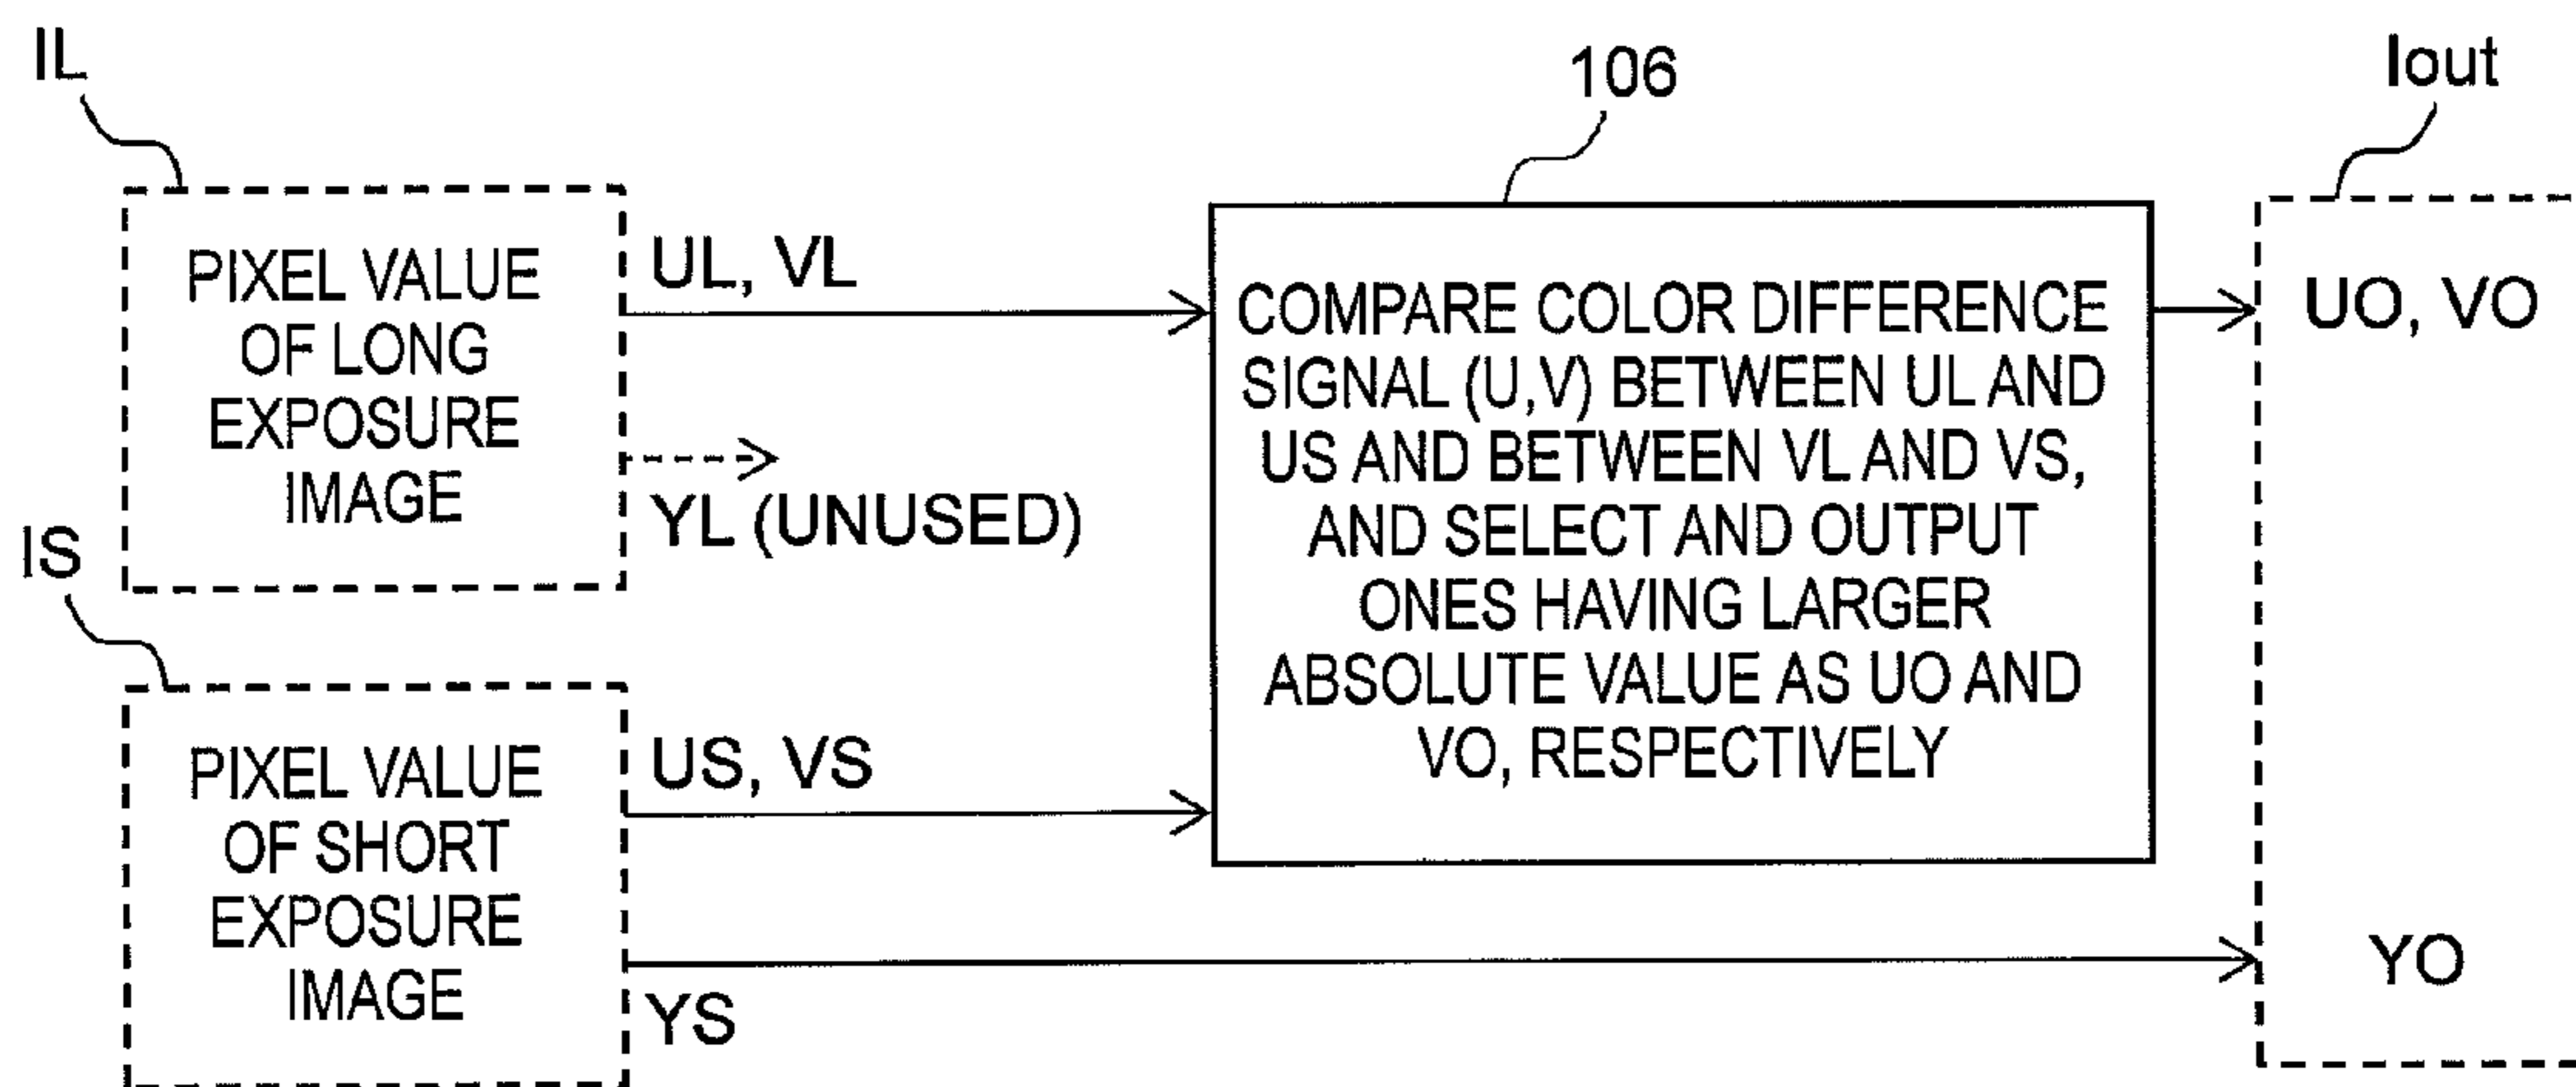 IL
106
Iout
PIXEL VALUE
OF LONG
EXPOSURE
IMAGE
UL, VL
YL (UNUSED)
COMPARE COLOR DIFFERENCE
SIGNAL (U,V) BETWEEN UL AND
US AND BETWEEN VL AND VS,
AND SELECT AND OUTPUT
ONES HAVING LARGER
ABSOLUTE VALUE AS UO AND
VO, RESPECTIVELY
UO, VO
IS
PIXEL VALUE
OF SHORT
EXPOSURE
IMAGE
US, VS
YS
YO